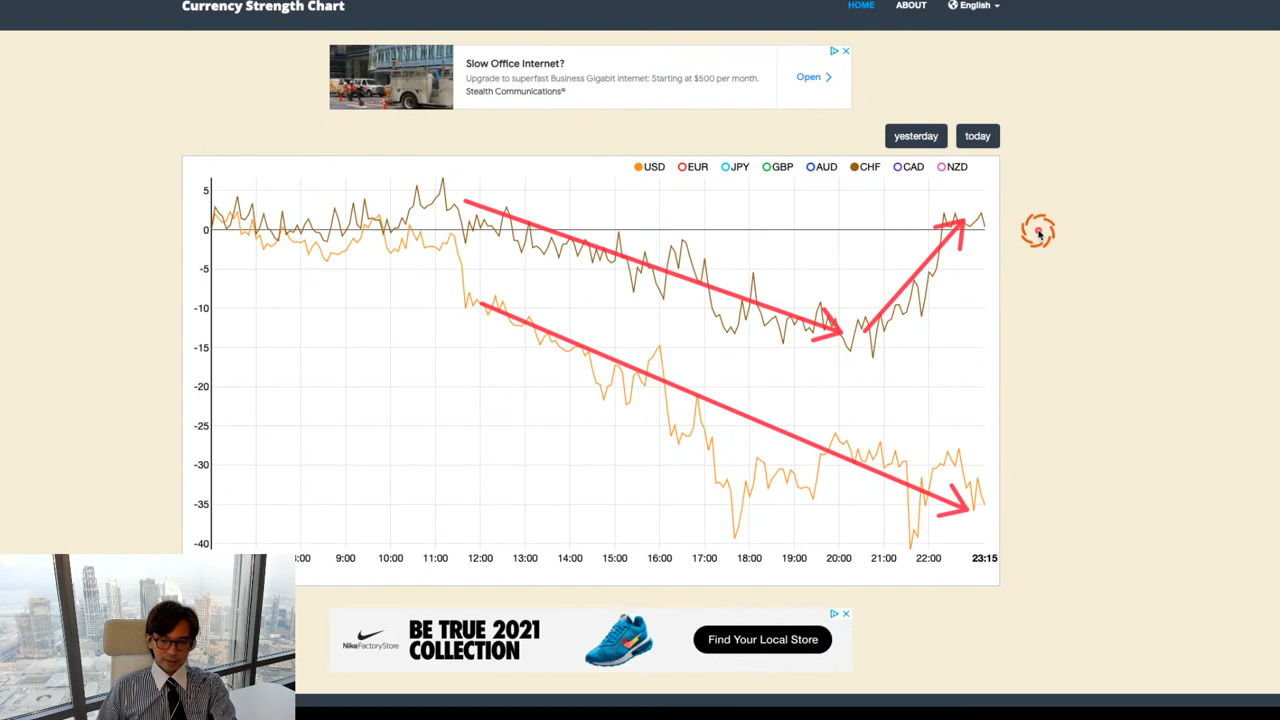 Currency Strength Chart
HOME ABOUT English
Slow Office Internet?
Upgrade to superfast Business Gigabit internet: Starting at $500 per month.
Stealth Communications®
Open
yesterday today
USD EUR JPY GBP AUD CHF CAD NZD
5
0
-5
-10
-15
-20
-25
-30
-35
-40
9:00 10:00 11:00 12:00 13:00 14:00 15:00 16:00 17:00 18:00 19:00 20:00 21:00 22:00 23:15
NikeFactoryStore
BE TRUE 2021
COLLECTION
Find Your Local Store